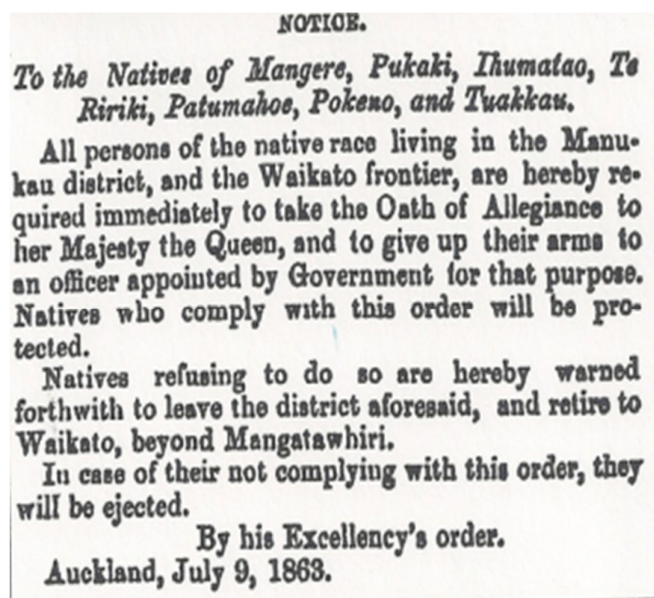 NOTICE.
To the Natives of Mangere, Pukaki, Ihumatao, Te
Ririki, Patumahoe, Pokeno, and Tuakkau.
All persons of the native race living in the Manu-
kau district, and the Waikato frontier, are hereby re-
quired immediately to take the Oath of Allegiance to
her Majesty the Queen, and to give up their arms to
an officer appointed by Government for that purpose.
Natives who comply with this order will be pro-
tected.
Natives refusing to do so are hereby warned
forthwith to leave the district aforesaid, and retire to
Waikato, beyond Mangatawhiri.
In case of their not complying with this order, they
will be ejected.
By his Excellency's order.
Auckland, July 9, 1863.